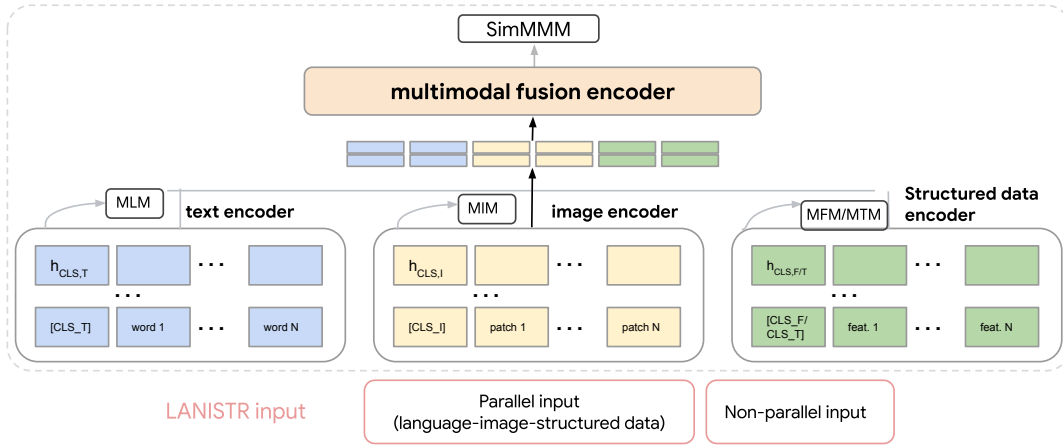 SimMMM
multimodal fusion encoder
MLM
text encoder
MIM
image encoder
MFM/MTM
Structured data
encoder
h_CLS,T
. . .
h_CLS,I
. . .
h_CLS,F/T
. . .
. . .
. . .
. . .
[CLS_T] word 1 . . . word N
[CLS_I] patch 1 . . . patch N
[CLS_F/
CLS_T] feat. 1 . . . feat. N
LANISTR input
Parallel input
(language-image-structured data)
Non-parallel input